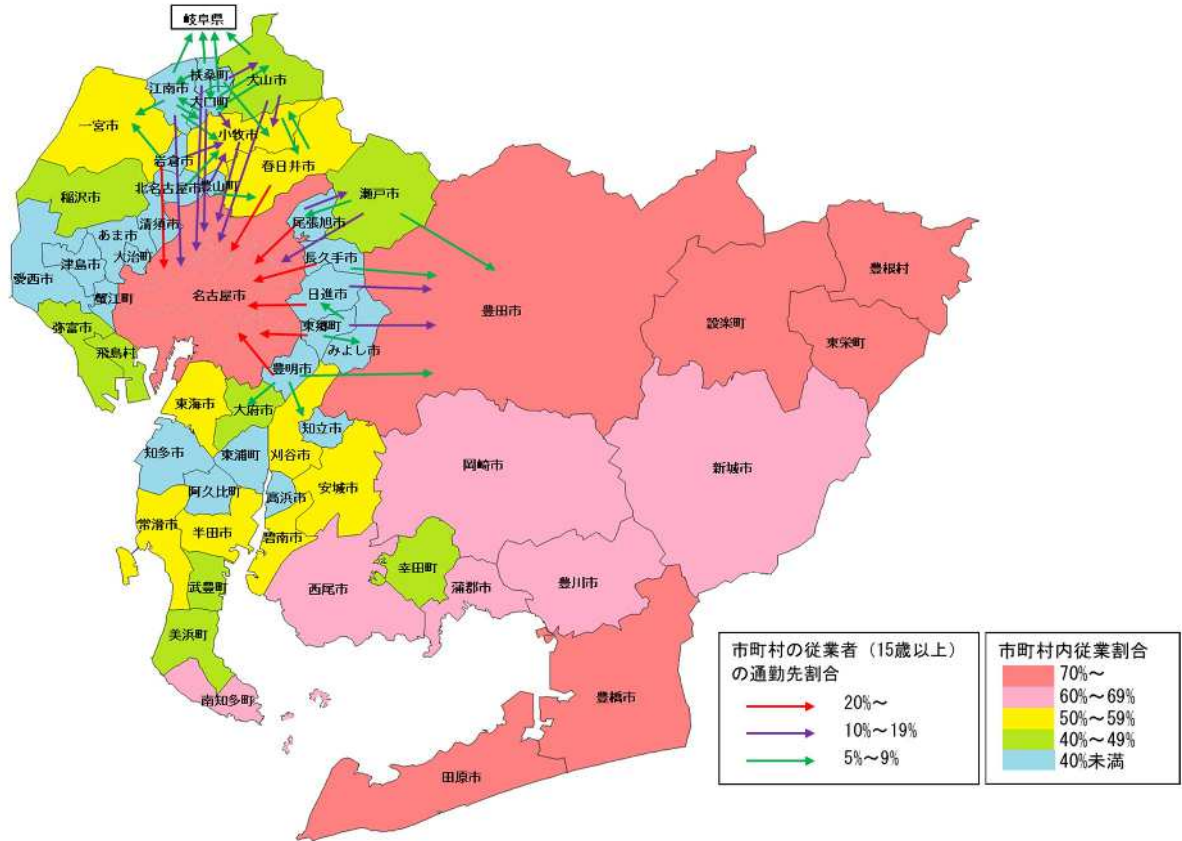 岐阜県
扶桑町
江南市
犬山市
大口町
一宮市
小牧市
岩倉市
春日井市
北名古屋市
豊山町
稲沢市
瀬戸市
清須市
尾張旭市
あま市
大治町
長久手市
津島市
愛西市
名古屋市
日進市
蟹江町
豊田市
豊根村
設楽町
弥富市
東郷町
東栄町
飛島村
みよし市
豊明市
東海市
大府市
知立市
知多市
東浦町
刈谷市
岡崎市
新城市
阿久比町
高浜市
安城市
常滑市
半田市
碧南市
幸田町
豊川市
西尾市
蒲郡市
武豊町
美浜町
南知多町
豊橋市
田原市
市町村の従業者（15歳以上）
の通勤先割合
20%～
10%～19%
5%～9%
市町村内従業割合
70%～
60%～69%
50%～59%
40%～49%
40%未満